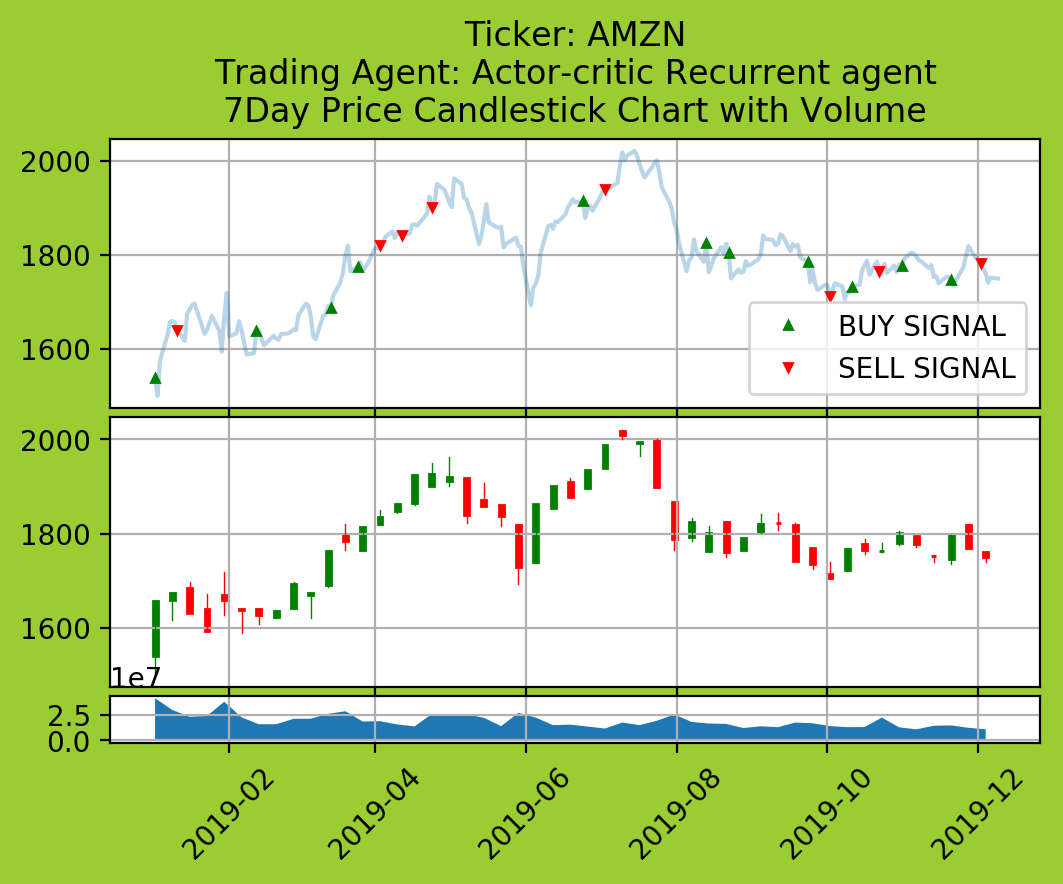 Ticker: AMZN
Trading Agent: Actor-critic Recurrent agent
7Day Price Candlestick Chart with Volume
2000
1800
1600
BUY SIGNAL
SELL SIGNAL
2000
1800
1600
1e7
2.5
0.0
2019-02
2019-04
2019-06
2019-08
2019-10
2019-12